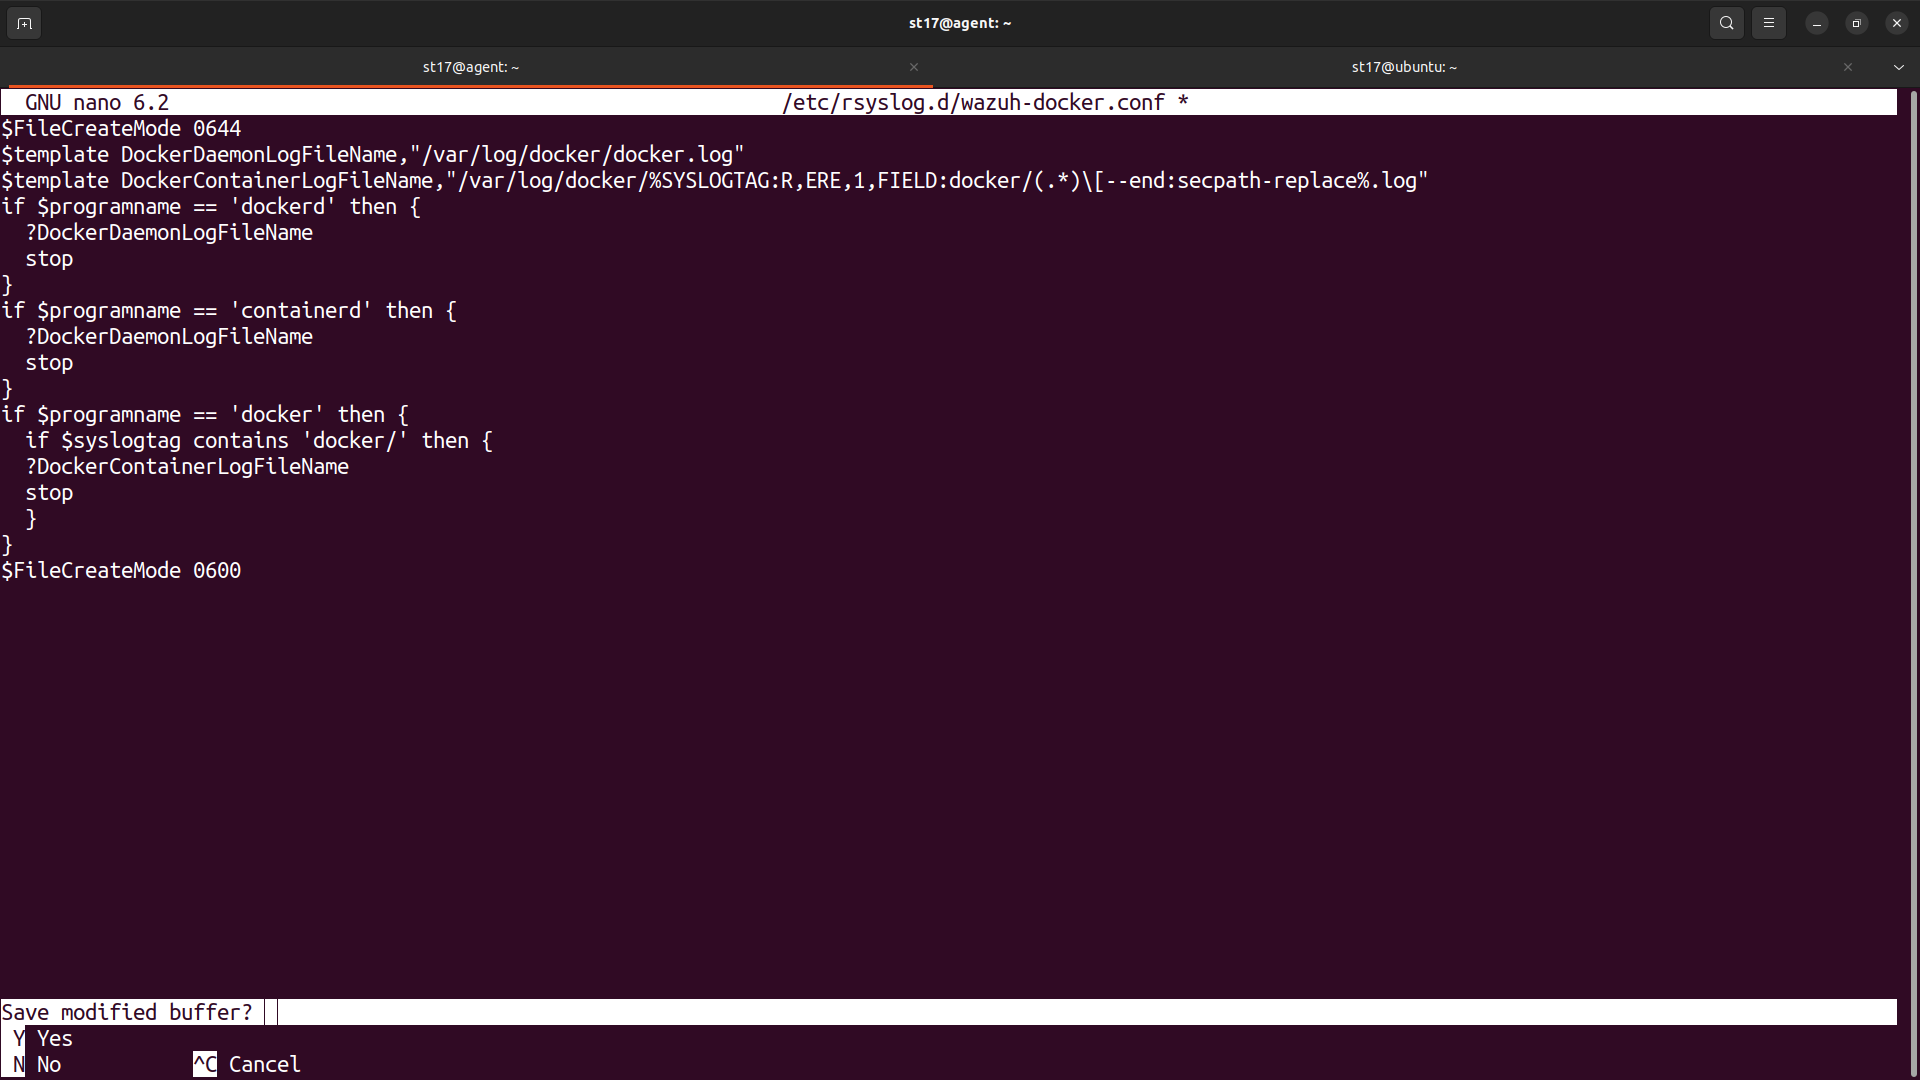 st17@agent: ~
st17@agent: ~ × st17@ubuntu: ~ ×
GNU nano 6.2 /etc/rsyslog.d/wazuh-docker.conf *
$FileCreateMode 0644
$template DockerDaemonLogFileName,"/var/log/docker/docker.log"
$template DockerContainerLogFileName,"/var/log/docker/%SYSLOGTAG:R,ERE,1,FIELD:docker/(.*)\[--end:secpath-replace%.log"
if $programname == 'dockerd' then {
  ?DockerDaemonLogFileName
  stop
}
if $programname == 'containerd' then {
  ?DockerDaemonLogFileName
  stop
}
if $programname == 'docker' then {
  if $syslogtag contains 'docker/' then {
  ?DockerContainerLogFileName
  stop
  }
}
$FileCreateMode 0600
Save modified buffer?
Y Yes
N No ^C Cancel